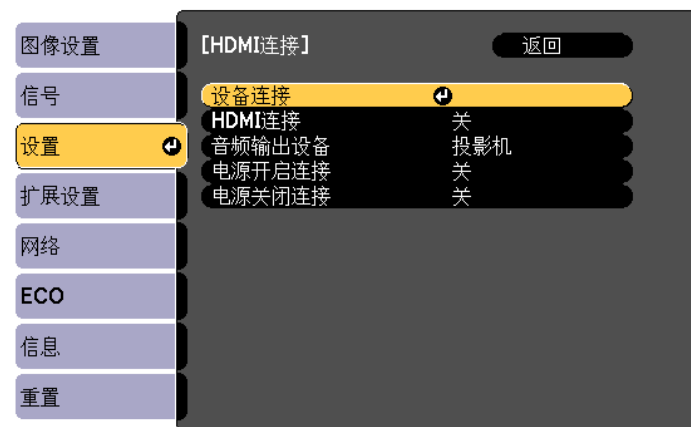 图像设置
信号
设置
扩展设置
网络
ECO
信息
重置
[HDMI连接]
返回
设备连接
HDMI连接 关
音频输出设备 投影机
电源开启连接 关
电源关闭连接 关